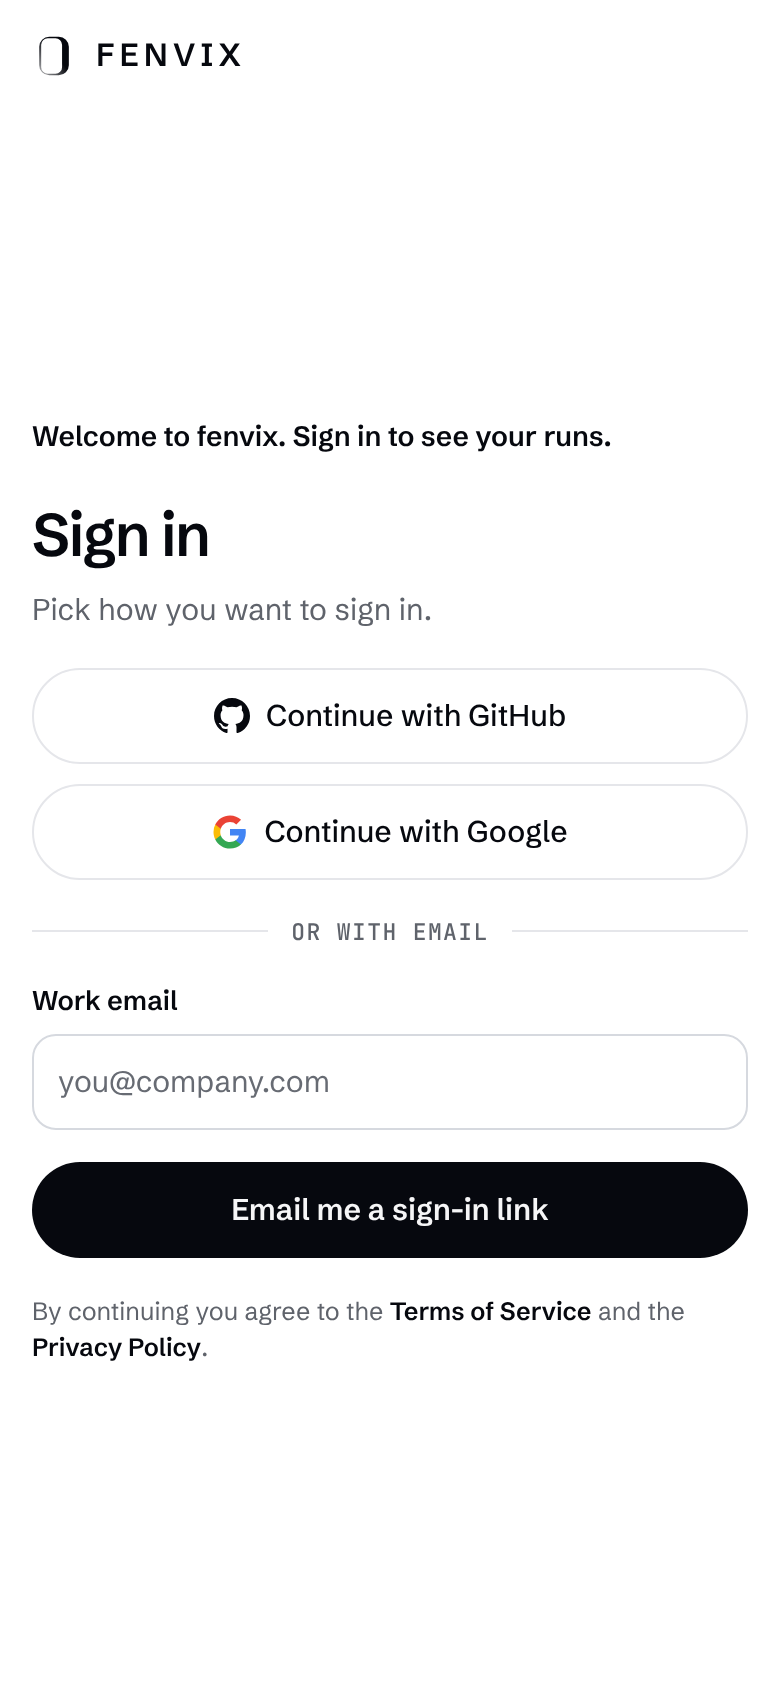 FENVIX
Welcome to fenvix. Sign in to see your runs.
Sign in
Pick how you want to sign in.
Continue with GitHub
Continue with Google
OR WITH EMAIL
Work email
you@company.com
Email me a sign-in link
By continuing you agree to the Terms of Service and the
Privacy Policy.